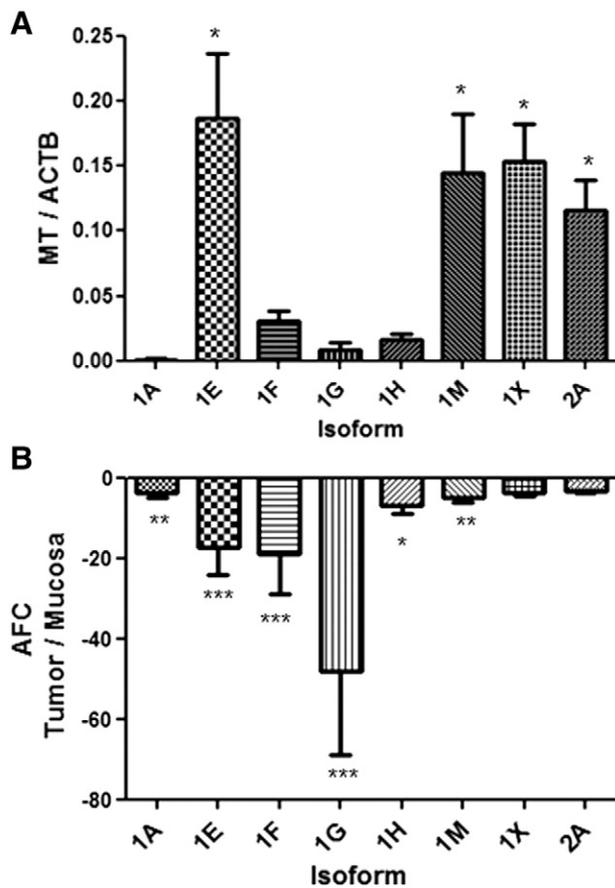 A
0.25
0.20
0.15
0.10
0.05
0.00
MT / ACTB
* * * *
1A 1E 1F 1G 1H 1M 1X 2A
Isoform
B
0
-20
-40
-60
-80
AFC
Tumor / Mucosa
** *** *** *** * **
1A 1E 1F 1G 1H 1M 1X 2A
Isoform